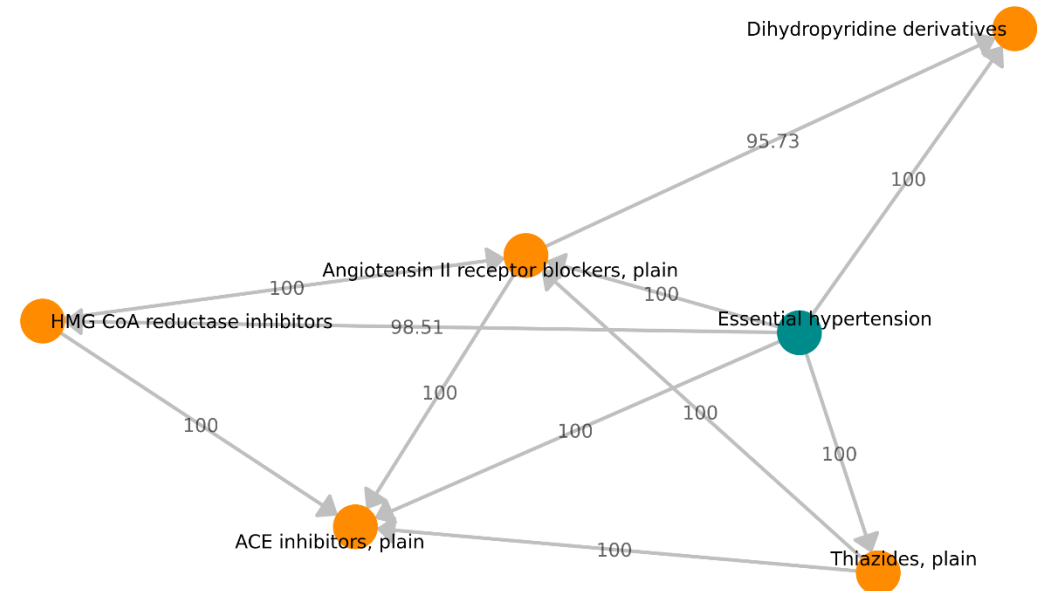 Dihydropyridine derivatives
95.73
100
Angiotensin II receptor blockers, plain
100
100
HMG CoA reductase inhibitors
98.51
Essential hypertension
100
100
100
100
100
ACE inhibitors, plain
100
Thiazides, plain